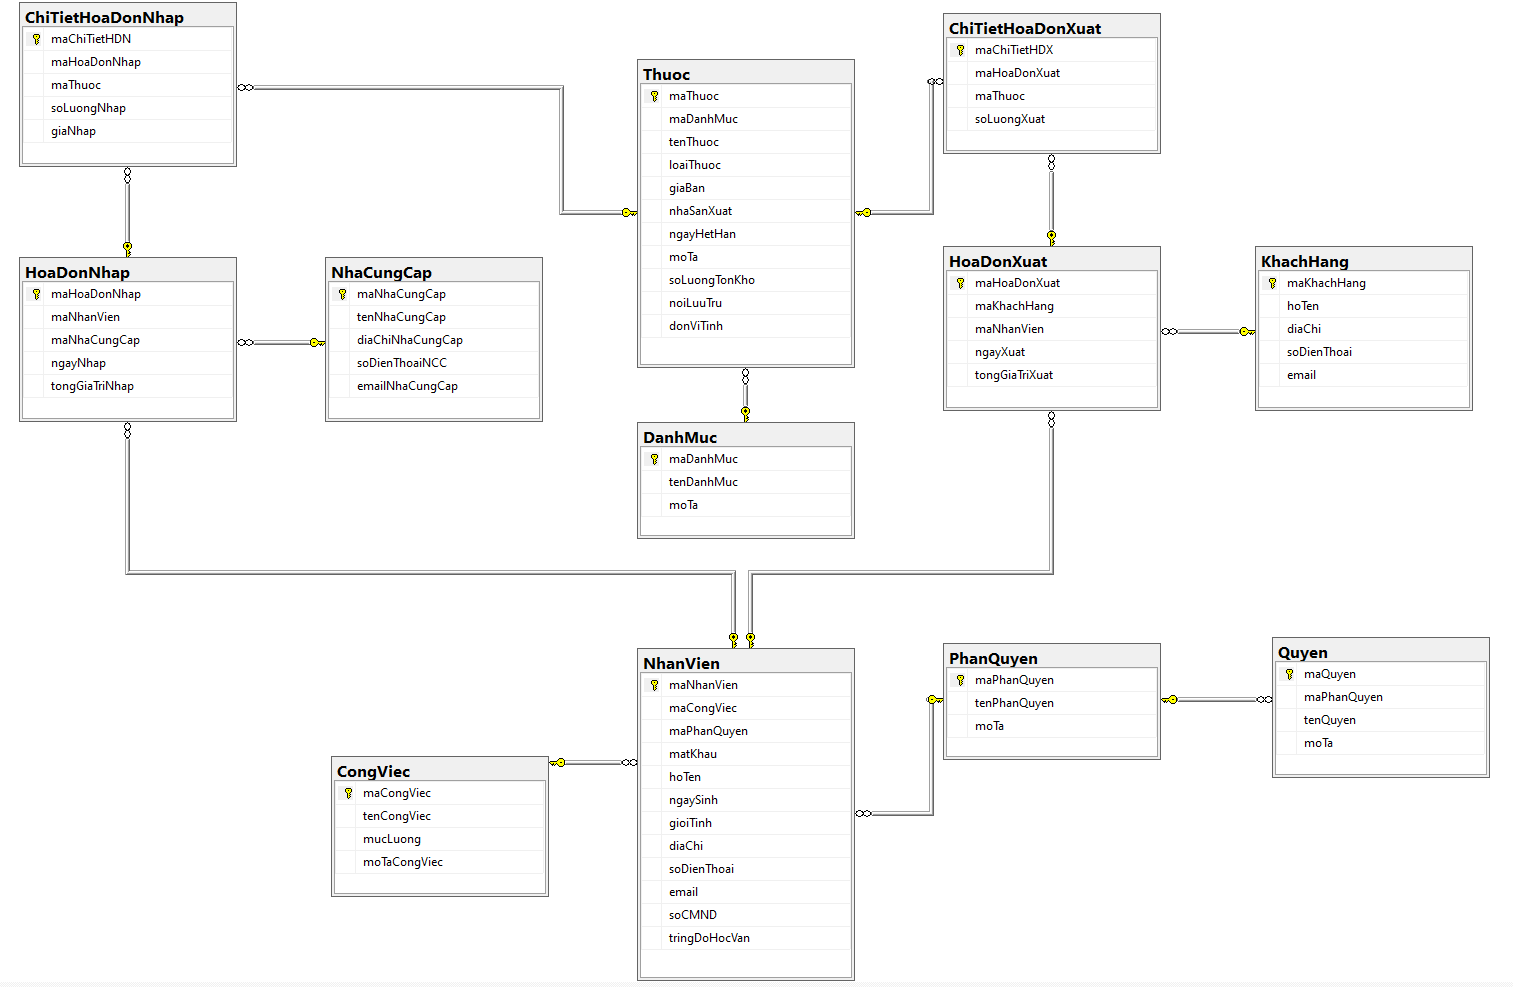 ChiTietHoaDonNhap
maChiTietHDN
maHoaDonNhap
maThuoc
soLuongNhap
giaNhap
Thuoc
maThuoc
maDanhMuc
tenThuoc
loaiThuoc
giaBan
nhaSanXuat
ngayHetHan
moTa
soLuongTonKho
noiLuuTru
donViTinh
ChiTietHoaDonXuat
maChiTietHDX
maHoaDonXuat
maThuoc
soLuongXuat
HoaDonNhap
maHoaDonNhap
maNhanVien
maNhaCungCap
ngayNhap
tongGiaTriNhap
NhaCungCap
maNhaCungCap
tenNhaCungCap
diaChiNhaCungCap
soDienThoaiNCC
emailNhaCungCap
HoaDonXuat
maHoaDonXuat
maKhachHang
maNhanVien
ngayXuat
tongGiaTriXuat
KhachHang
maKhachHang
hoTen
diaChi
soDienThoai
email
DanhMuc
maDanhMuc
tenDanhMuc
moTa
NhanVien
maNhanVien
maCongViec
maPhanQuyen
matKhau
hoTen
ngaySinh
gioiTinh
diaChi
soDienThoai
email
soCMND
tringDoHocVan
PhanQuyen
maPhanQuyen
tenPhanQuyen
moTa
Quyen
maQuyen
maPhanQuyen
tenQuyen
moTa
CongViec
maCongViec
tenCongViec
mucLuong
moTaCongViec